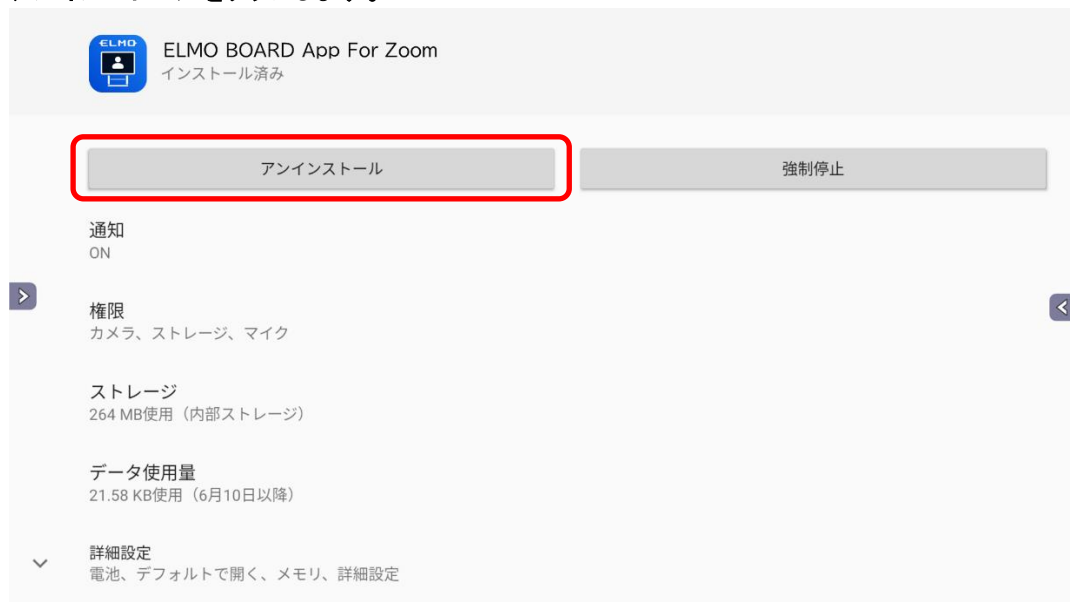 ELMO
ELMO BOARD App For Zoom
インストール済み
アンインストール
強制停止
通知
ON
権限
カメラ、ストレージ、マイク
ストレージ
264 MB使用（内部ストレージ）
データ使用量
21.58 KB使用（6月10日以降）
詳細設定
電池、デフォルトで開く、メモリ、詳細設定